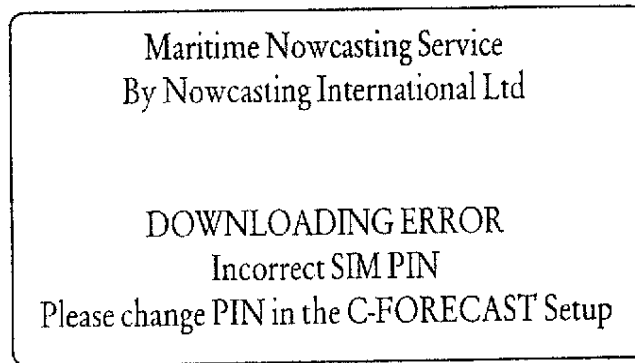 Maritime Nowcasting Service
By Nowcasting International Ltd
DOWNLOADING ERROR
Incorrect SIM PIN
Please change PIN in the C-FORECAST Setup